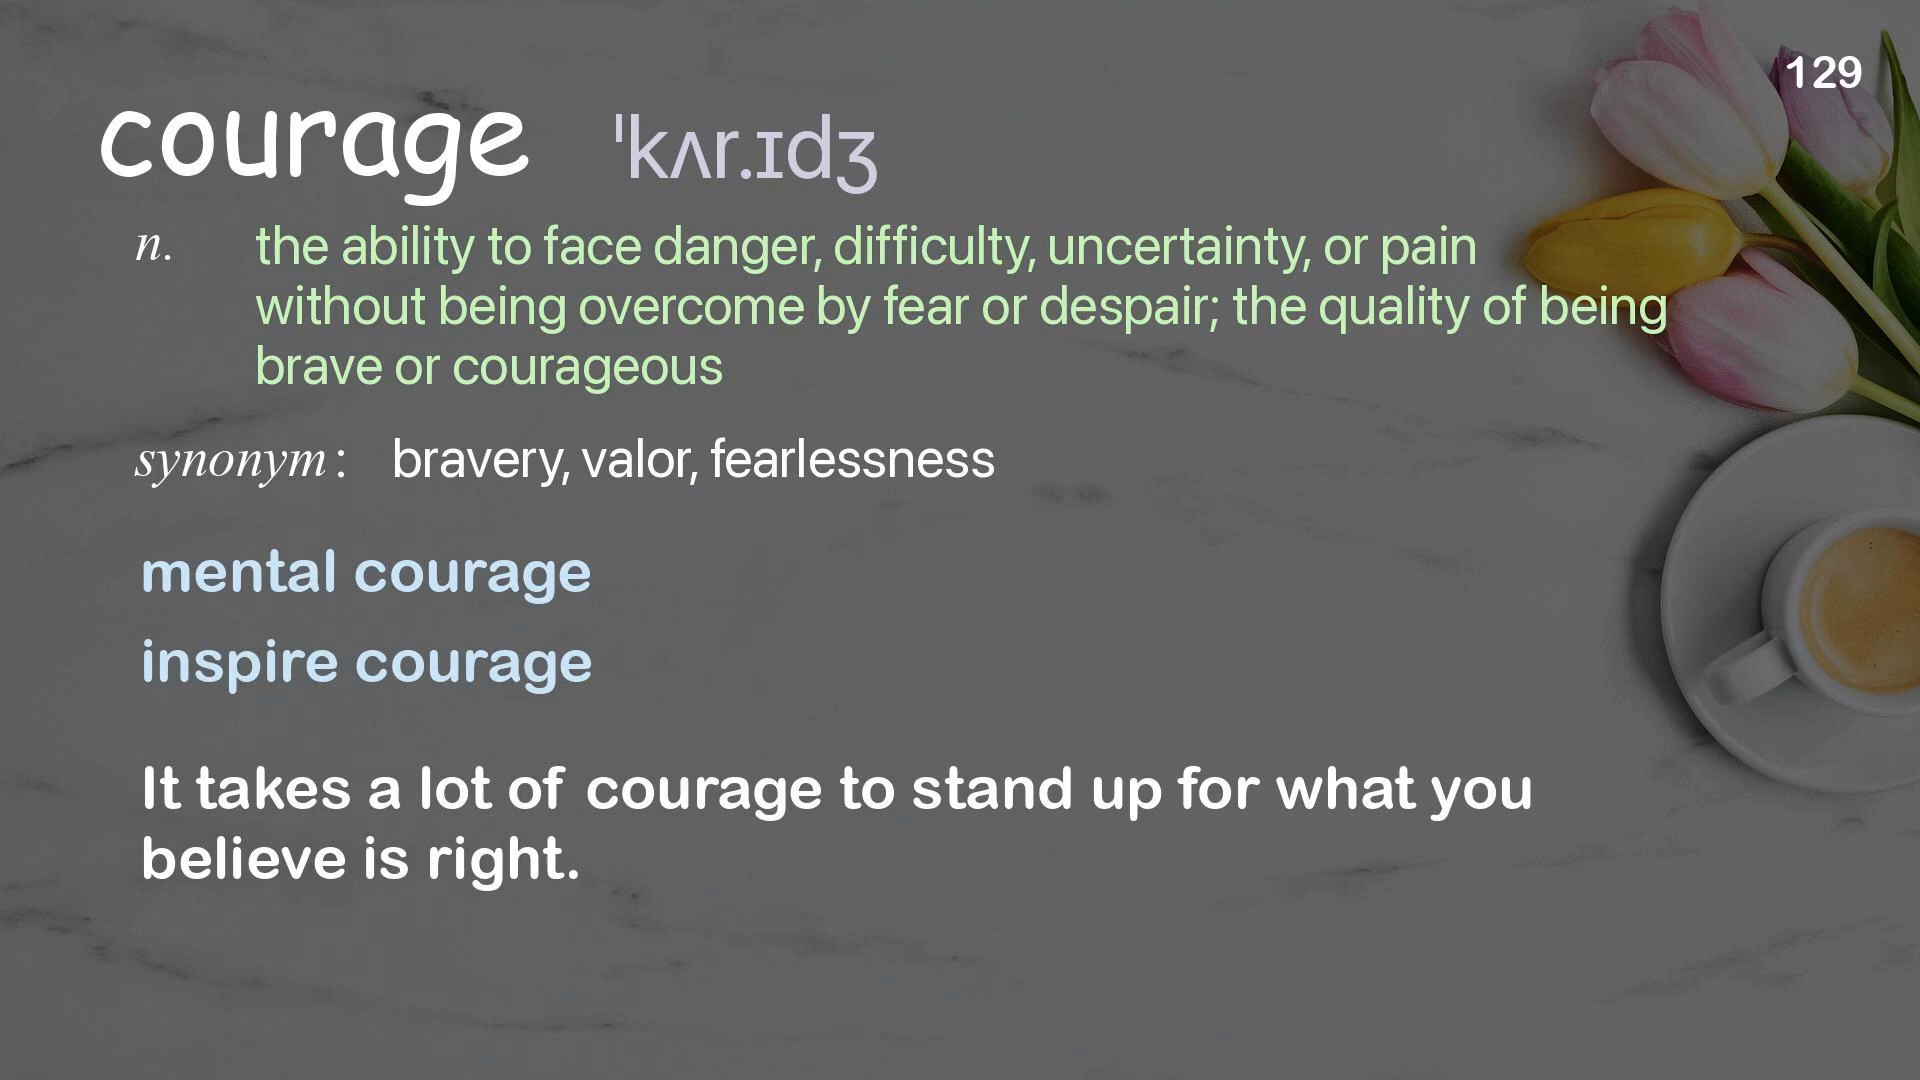 129
courage ˈkʌr.ɪdʒ
n. the ability to face danger, difficulty, uncertainty, or pain
without being overcome by fear or despair; the quality of being
brave or courageous
synonym: bravery, valor, fearlessness
mental courage
inspire courage
It takes a lot of courage to stand up for what you
believe is right.